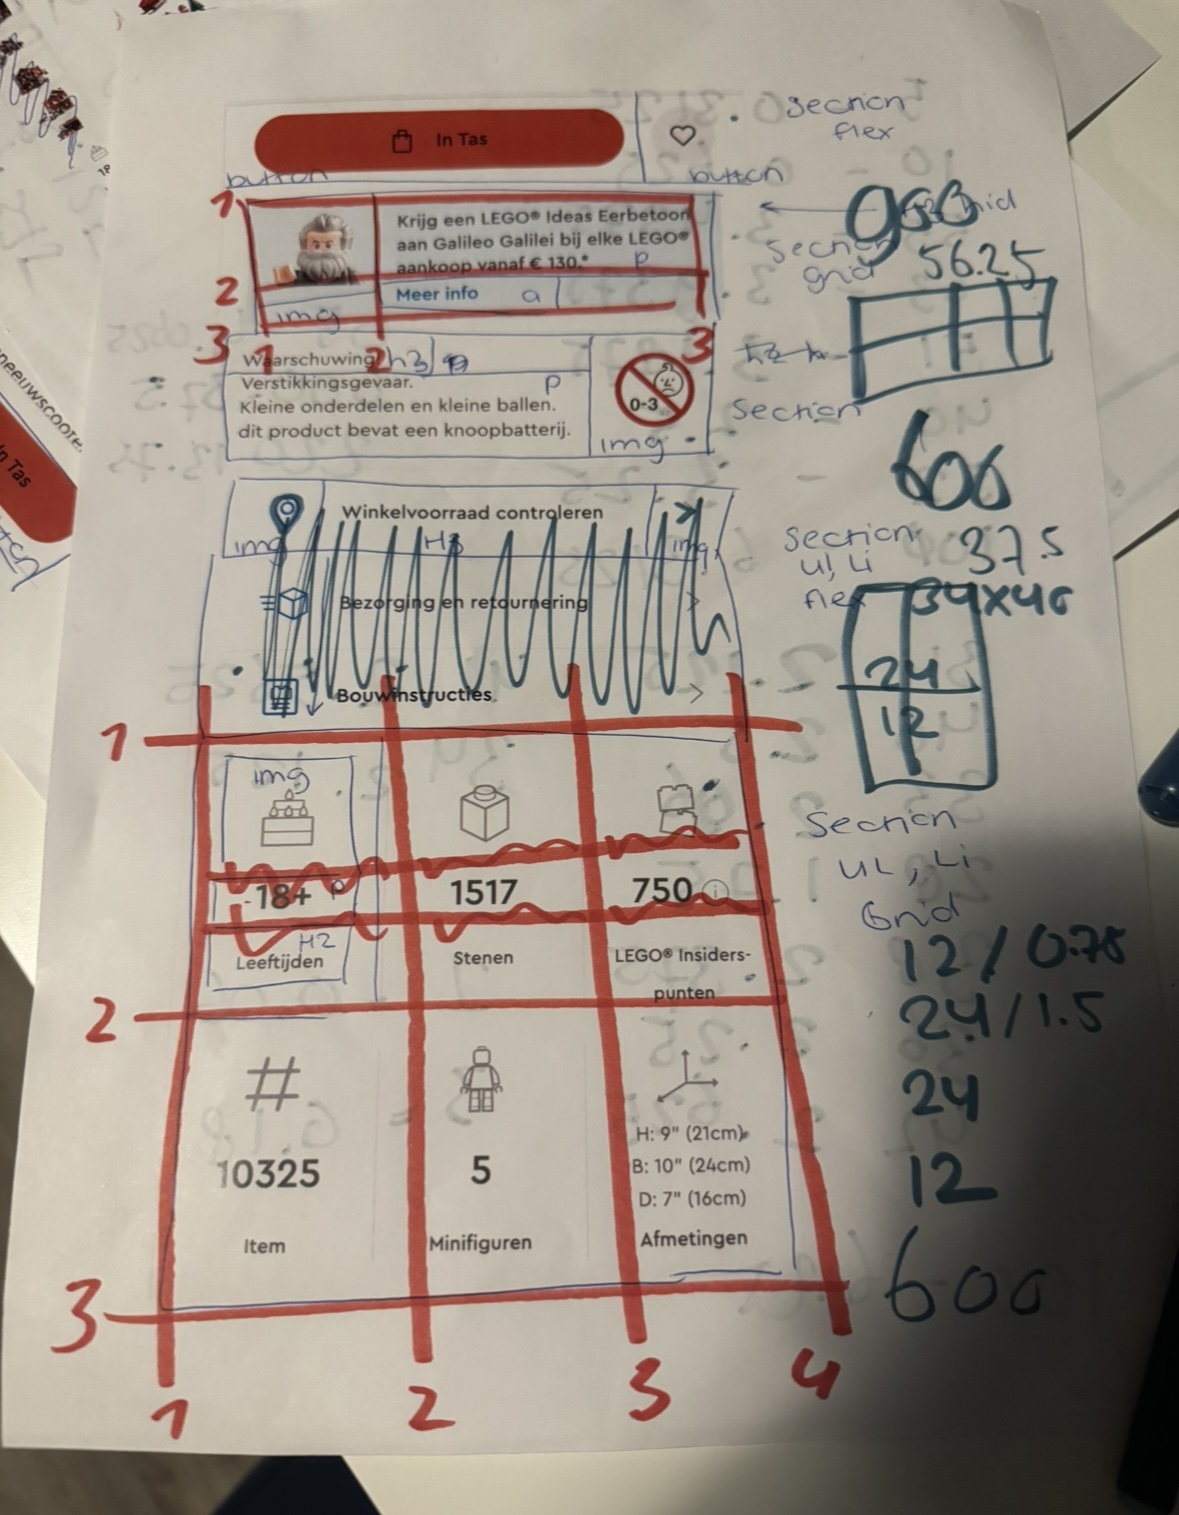 In Tas
button
button
section
flex
1
Krijg een LEGO® Ideas Eerbetoon
aan Galileo Galilei bij elke LEGO®
aankoop vanaf € 130.*
p
Meer info
a
img
2
3
1
2
3
900
56.25
grid
Waarschuwing
h3
Verstikkingsgevaar.
p
Kleine onderdelen en kleine ballen.
dit product bevat een knoopbatterij.
0-3
img
section
600
Winkelvoorraad controleren
img
H3
img
section
37.5
ul, li
flex
34x40
24
12
Bezorging en retournering
Bouwinstructies
1
img
18+ p
1517
750
H2
Leeftijden
Stenen
LEGO® Insiders-
punten
section
UL, Li
Grid
12 / 0.75
24 / 1.5
24
12
600
2
10325
5
H: 9" (21cm)
B: 10" (24cm)
D: 7" (16cm)
Item
Minifiguren
Afmetingen
3
1
2
3
4
In Tas